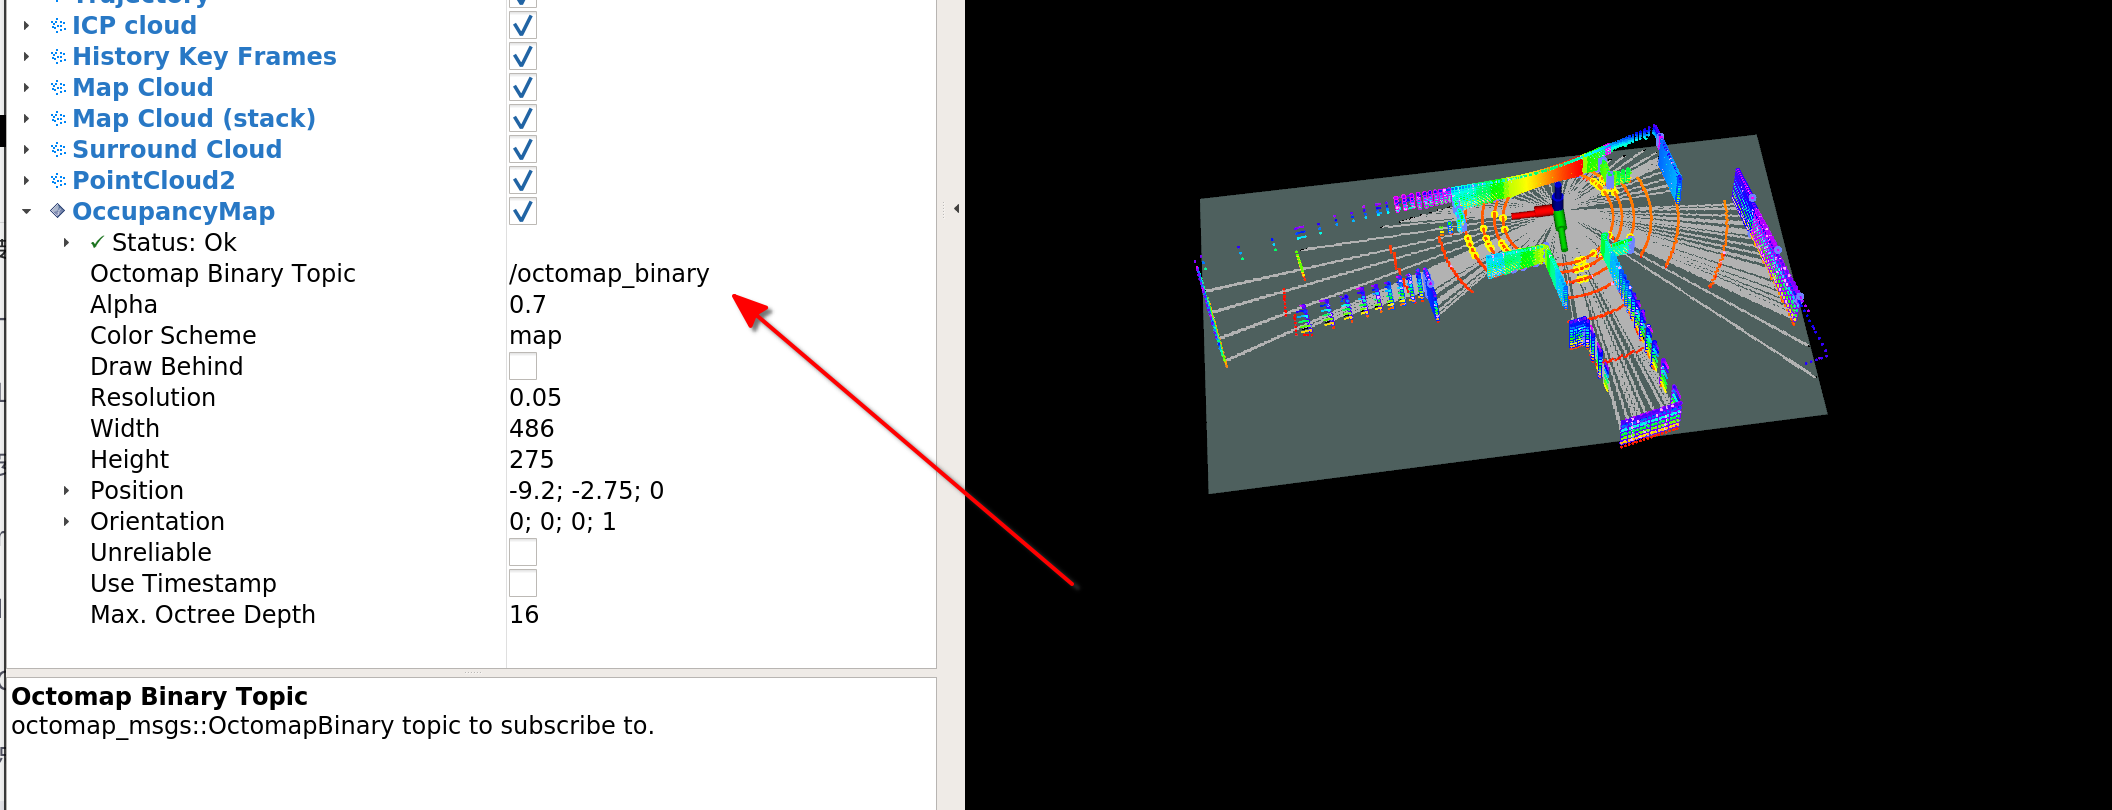 Trajectory
ICP cloud
History Key Frames
Map Cloud
Map Cloud (stack)
Surround Cloud
PointCloud2
OccupancyMap
Status: Ok
Octomap Binary Topic /octomap_binary
Alpha 0.7
Color Scheme map
Draw Behind
Resolution 0.05
Width 486
Height 275
Position -9.2; -2.75; 0
Orientation 0; 0; 0; 1
Unreliable
Use Timestamp
Max. Octree Depth 16
Octomap Binary Topic
octomap_msgs::OctomapBinary topic to subscribe to.